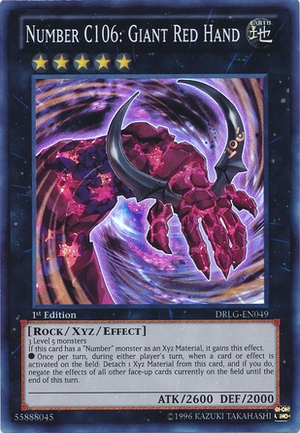 NUMBER C106: GIANT RED HAND
EARTH
地
DRLG-EN049
1st Edition
[ROCK/XYZ/EFFECT]
3 Level 5 monsters
If this card has a "Number" monster as an Xyz Material, it gains this effect.
● Once per turn, during either player's turn, when a card or effect is
activated on the field: Detach 1 Xyz Material from this card, and if you do,
negate the effects of all other face-up cards currently on the field until the
end of this turn.
ATK/2600 DEF/2000
55888045
©1996 KAZUKI TAKAHASHI